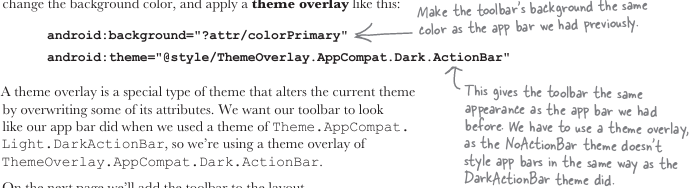 change the background color, and apply a theme overlay like this:
Make the toolbar's background the same
color as the app bar we had previously.
android:background="?attr/colorPrimary"
android:theme="@style/ThemeOverlay.AppCompat.Dark.ActionBar"
A theme overlay is a special type of theme that alters the current theme
by overwriting some of its attributes. We want our toolbar to look
like our app bar did when we used a theme of Theme.AppCompat.
Light.DarkActionBar, so we're using a theme overlay of
ThemeOverlay.AppCompat.Dark.ActionBar.
This gives the toolbar the same
appearance as the app bar we had
before. We have to use a theme overlay,
as the NoActionBar theme doesn't
style app bars in the same way as the
DarkActionBar theme did.
On the next page we'll add the toolbar to the layout